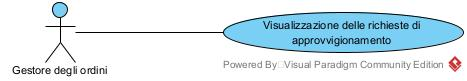 Visualizzazione delle richieste di
approvvigionamento
Gestore degli ordini
Powered By Visual Paradigm Community Edition